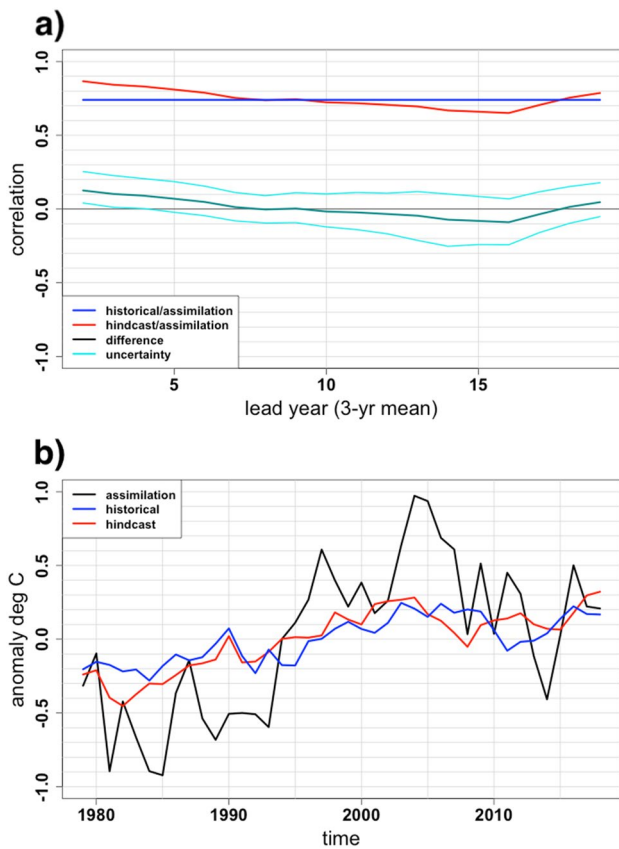 a)
1.0
0.5
0.0
-0.5
-1.0
correlation
historical/assimilation
hindcast/assimilation
difference
uncertainty
5 10 15
lead year (3-yr mean)
b)
1.0
0.5
0.0
-0.5
-1.0
anomaly deg C
assimilation
historical
hindcast
1980 1990 2000 2010
time